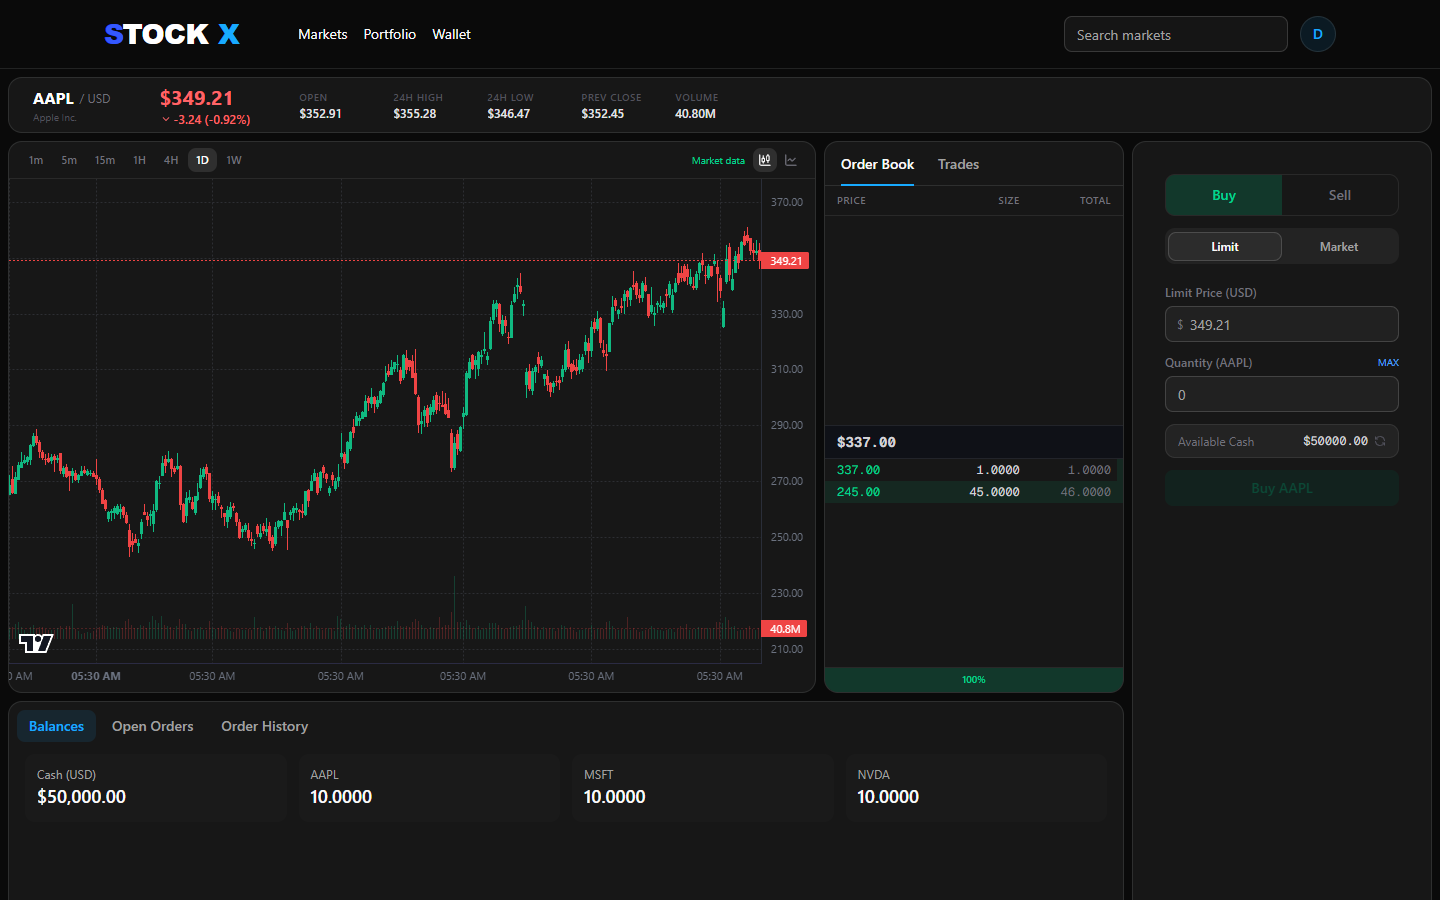 STOCK X
Markets Portfolio Wallet
Search markets
D
AAPL / USD
Apple Inc.
$349.21
-3.24 (-0.92%)
OPEN
$352.91
24H HIGH
$355.28
24H LOW
$346.47
PREV CLOSE
$352.45
VOLUME
40.80M
1m 5m 15m 1H 4H 1D 1W
Market data
370.00
349.21
330.00
310.00
290.00
270.00
250.00
230.00
40.8M
210.00
0 AM 05:30 AM 05:30 AM 05:30 AM 05:30 AM 05:30 AM 05:30 AM
Order Book Trades
PRICE SIZE TOTAL
$337.00
337.00 1.0000 1.0000
245.00 45.0000 46.0000
100%
Buy Sell
Limit Market
Limit Price (USD)
$ 349.21
Quantity (AAPL) MAX
0
Available Cash $50000.00
Buy AAPL
Balances Open Orders Order History
Cash (USD)
$50,000.00
AAPL
10.0000
MSFT
10.0000
NVDA
10.0000